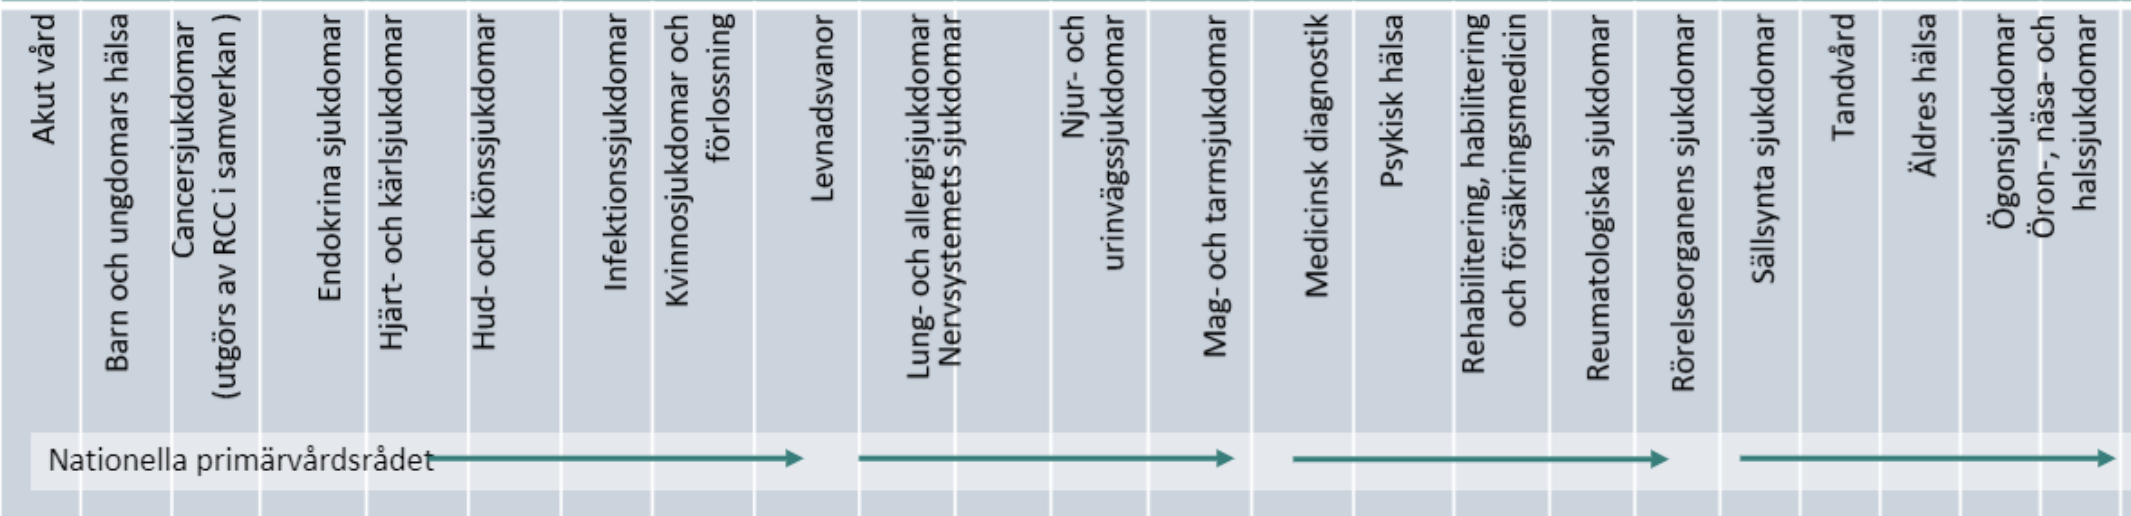 Akut vård
Barn och ungdomars hälsa
Cancersjukdomar
(utgörs av RCC i samverkan )
Endokrina sjukdomar
Hjärt- och kärlsjukdomar
Hud- och könssjukdomar
Infektionssjukdomar
Kvinnosjukdomar och
förlossning
Levnadsvanor
Lung- och allergisjukdomar
Nervsystemets sjukdomar
Njur- och
urinvägssjukdomar
Mag- och tarmsjukdomar
Medicinsk diagnostik
Psykisk hälsa
Rehabilitering, habilitering
och försäkringsmedicin
Reumatologiska sjukdomar
Rörelseorganens sjukdomar
Sällsynta sjukdomar
Tandvård
Äldres hälsa
Ögonsjukdomar
Öron-, näsa- och
halssjukdomar
Nationella primärvårdsrådet